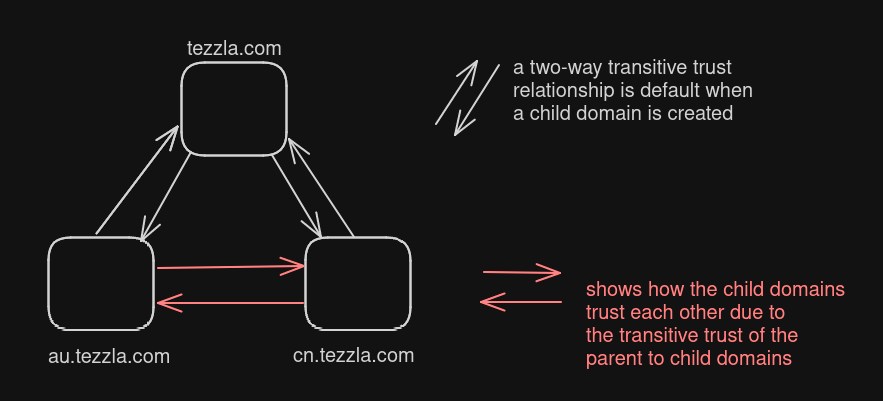 tezzla.com
a two-way transitive trust
relationship is default when
a child domain is created
shows how the child domains
trust each other due to
the transitive trust of the
parent to child domains
au.tezzla.com
cn.tezzla.com